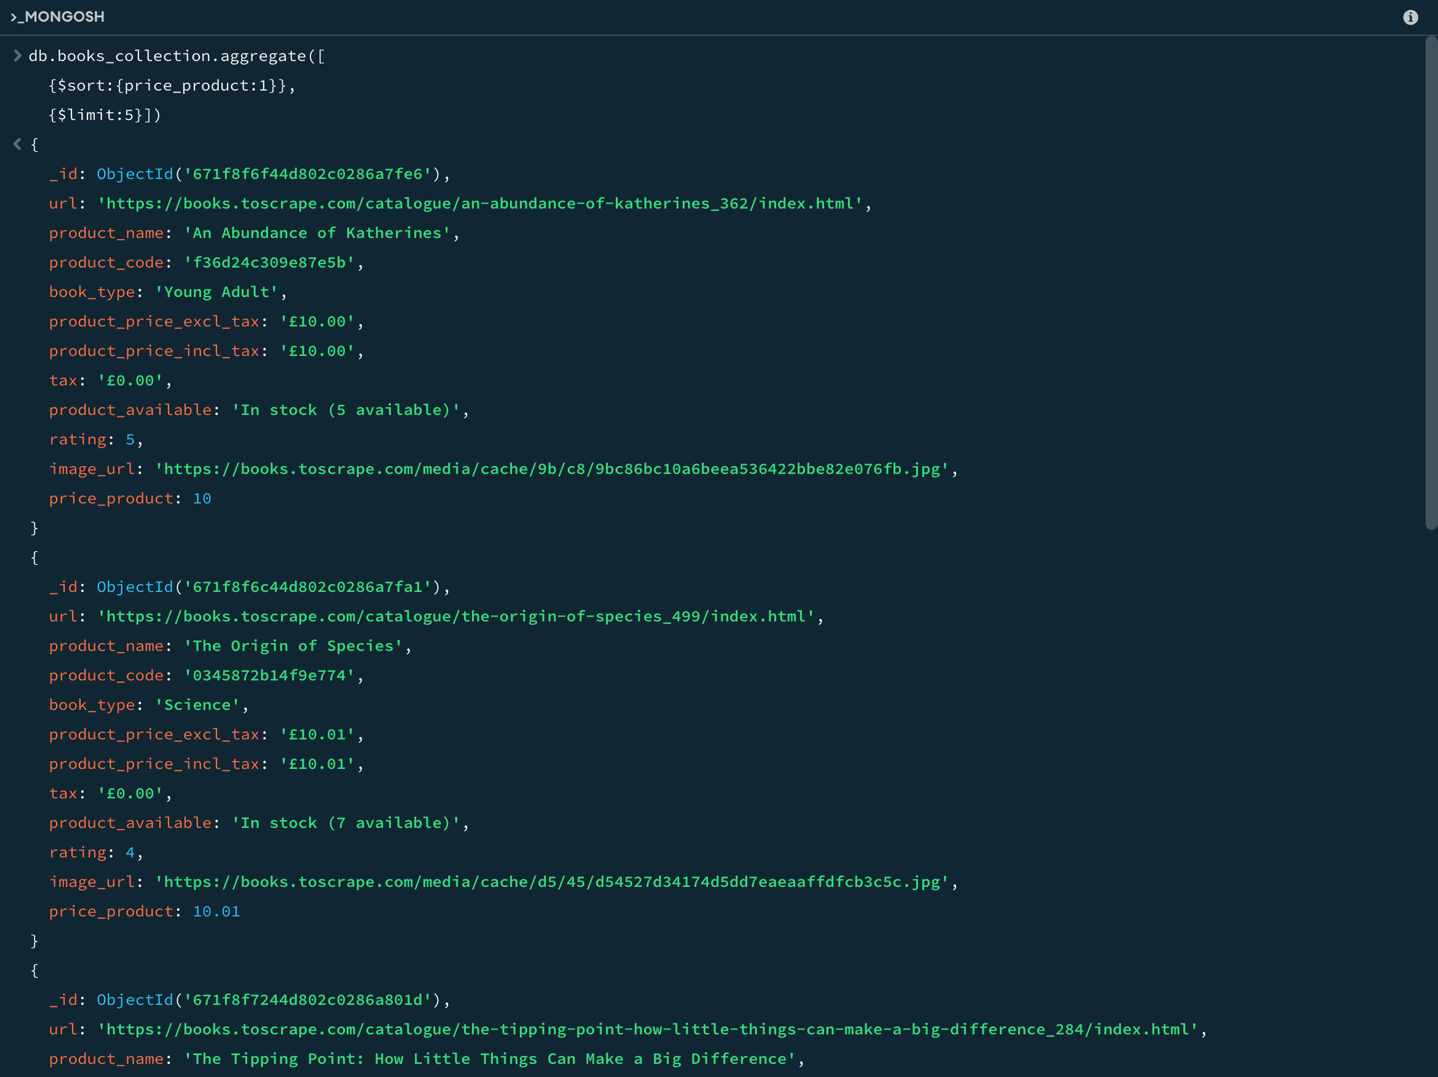 >_MONGOSH
db.books_collection.aggregate([
{$sort:{price_product:1}},
{$limit:5}])
{
_id: ObjectId('671f8f6f44d802c0286a7fe6'),
url: 'https://books.toscrape.com/catalogue/an-abundance-of-katherines_362/index.html',
product_name: 'An Abundance of Katherines',
product_code: 'f36d24c309e87e5b',
book_type: 'Young Adult',
product_price_excl_tax: '£10.00',
product_price_incl_tax: '£10.00',
tax: '£0.00',
product_available: 'In stock (5 available)',
rating: 5,
image_url: 'https://books.toscrape.com/media/cache/9b/c8/9bc86bc10a6beea536422bbe82e076fb.jpg',
price_product: 10
}
{
_id: ObjectId('671f8f6c44d802c0286a7fa1'),
url: 'https://books.toscrape.com/catalogue/the-origin-of-species_499/index.html',
product_name: 'The Origin of Species',
product_code: '0345872b14f9e774',
book_type: 'Science',
product_price_excl_tax: '£10.01',
product_price_incl_tax: '£10.01',
tax: '£0.00',
product_available: 'In stock (7 available)',
rating: 4,
image_url: 'https://books.toscrape.com/media/cache/d5/45/d54527d34174d5dd7eaeaaffdfcb3c5c.jpg',
price_product: 10.01
}
{
_id: ObjectId('671f8f7244d802c0286a801d'),
url: 'https://books.toscrape.com/catalogue/the-tipping-point-how-little-things-can-make-a-big-difference_284/index.html',
product_name: 'The Tipping Point: How Little Things Can Make a Big Difference',